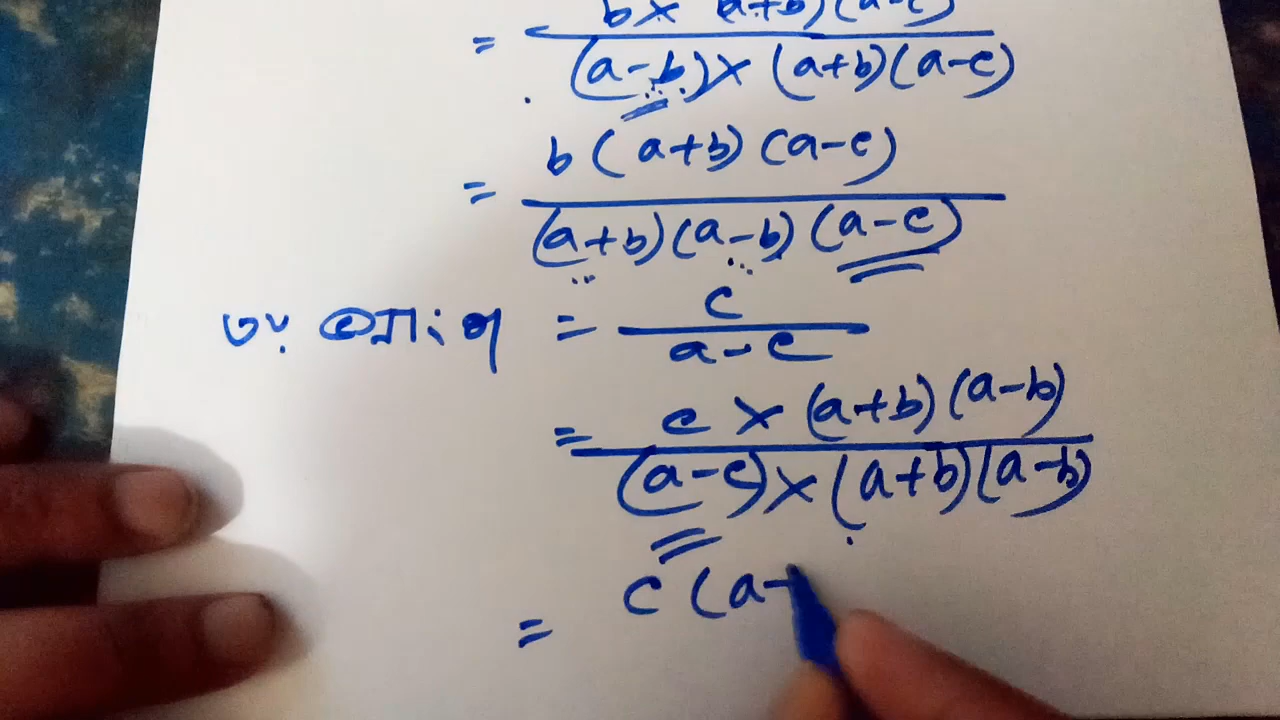 = b × (a+b)(a-c) / (a-b) × (a+b)(a-c)
= b (a+b) (a-c) / (a+b)(a-b)(a-c)
৩য় ভগ্নাংশ = c / a-c
= c × (a+b) (a-b) / (a-c) × (a+b)(a-b)
= c (a-